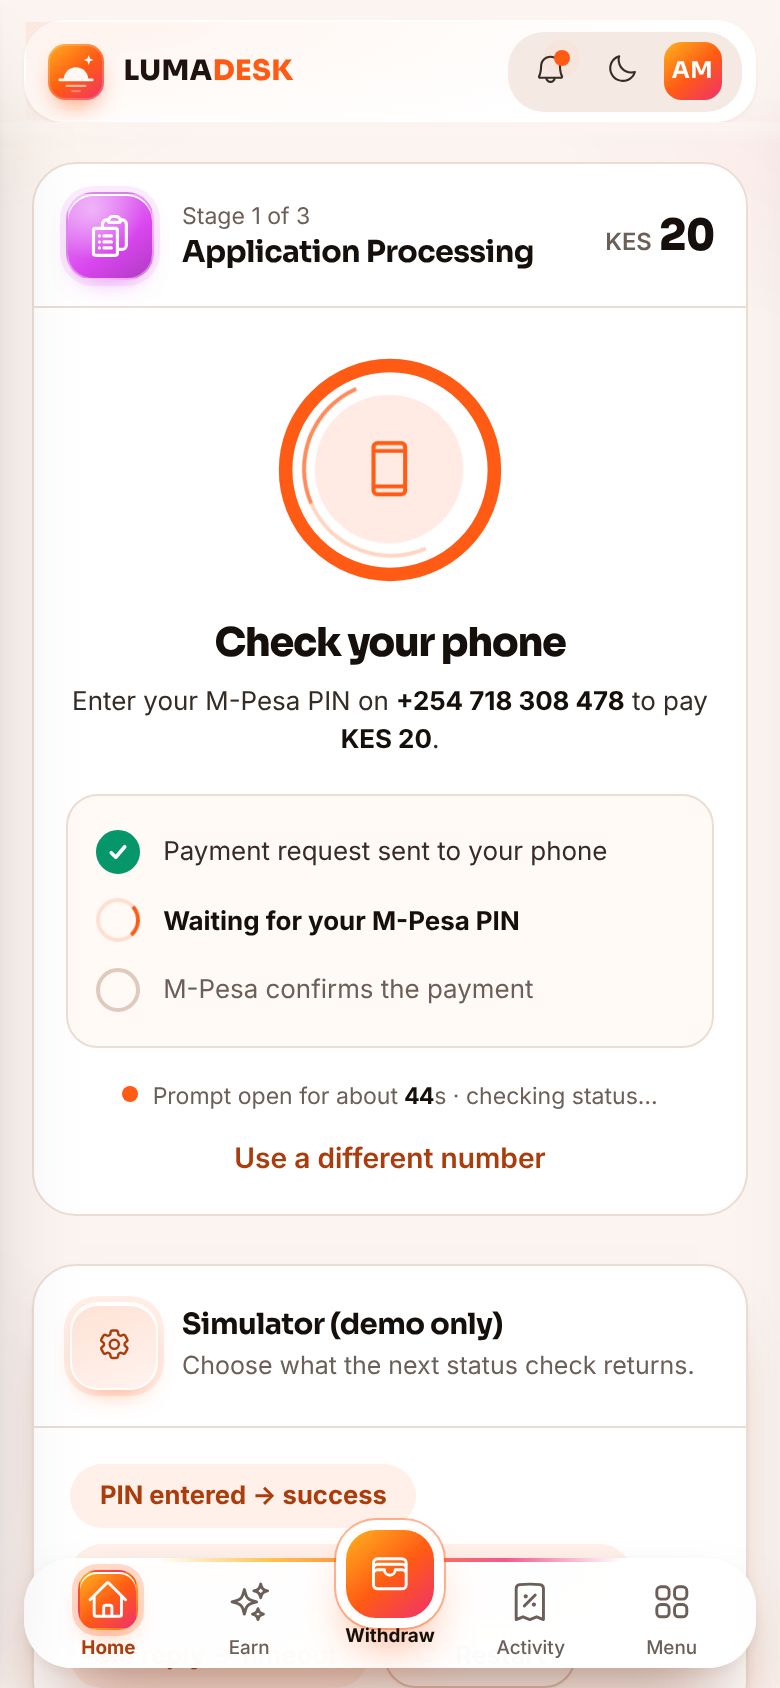 LUMADESK
AM
Stage 1 of 3
Application Processing
KES 20
Check your phone
Enter your M-Pesa PIN on +254 718 308 478 to pay
KES 20.
Payment request sent to your phone
Waiting for your M-Pesa PIN
M-Pesa confirms the payment
Prompt open for about 44s · checking status...
Use a different number
Simulator (demo only)
Choose what the next status check returns.
PIN entered → success
Home
Earn
Withdraw
Activity
Menu